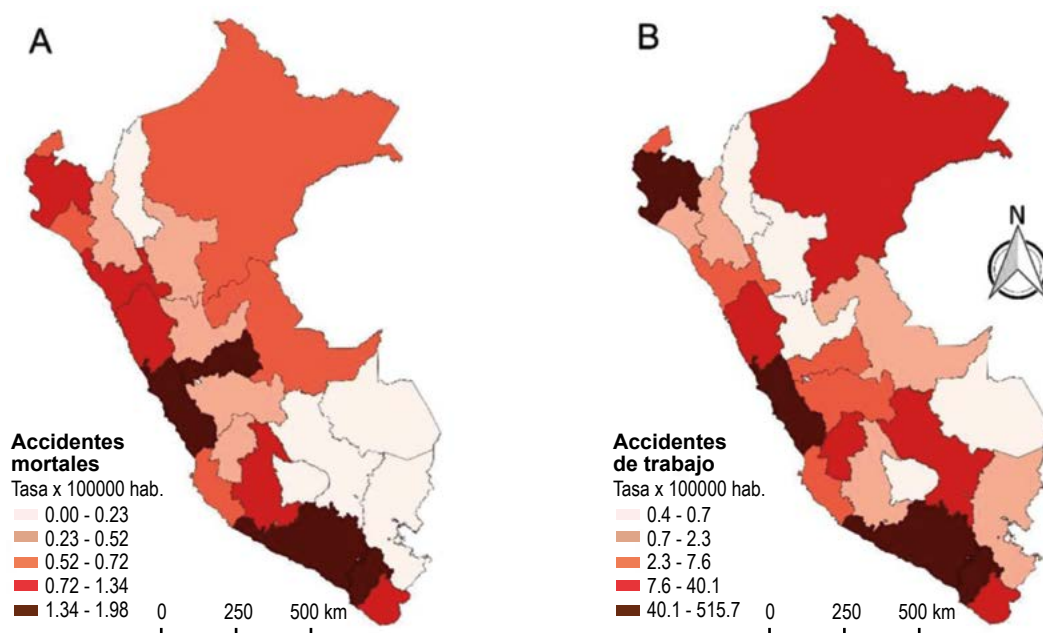 A
Accidentes
mortales
Tasa x 100000 hab.
0.00 - 0.23
0.23 - 0.52
0.52 - 0.72
0.72 - 1.34
1.34 - 1.98
0 250 500 km
B
N
Accidentes
de trabajo
Tasa x 100000 hab.
0.4 - 0.7
0.7 - 2.3
2.3 - 7.6
7.6 - 40.1
40.1 - 515.7
0 250 500 km